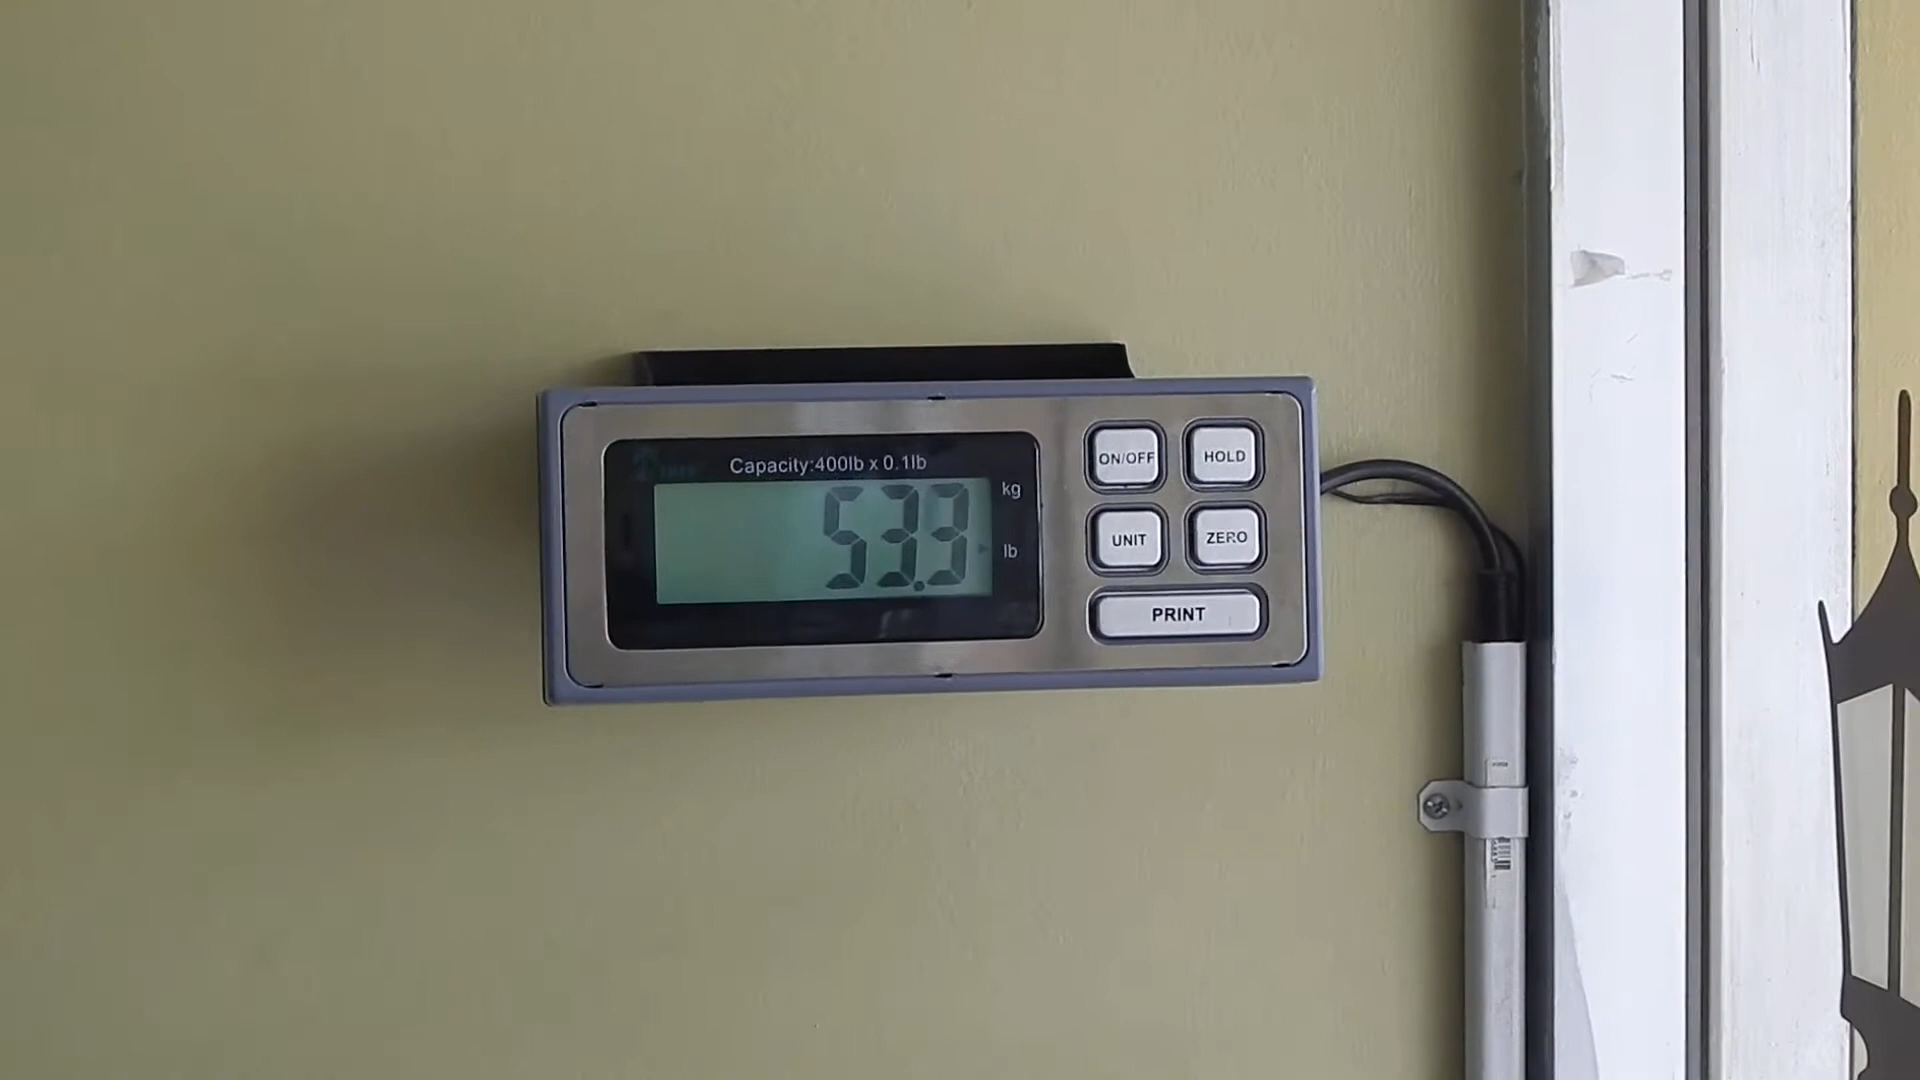 Capacity:400lb x 0.1lb
53.3
kg
lb
ON/OFF
HOLD
UNIT
ZERO
PRINT